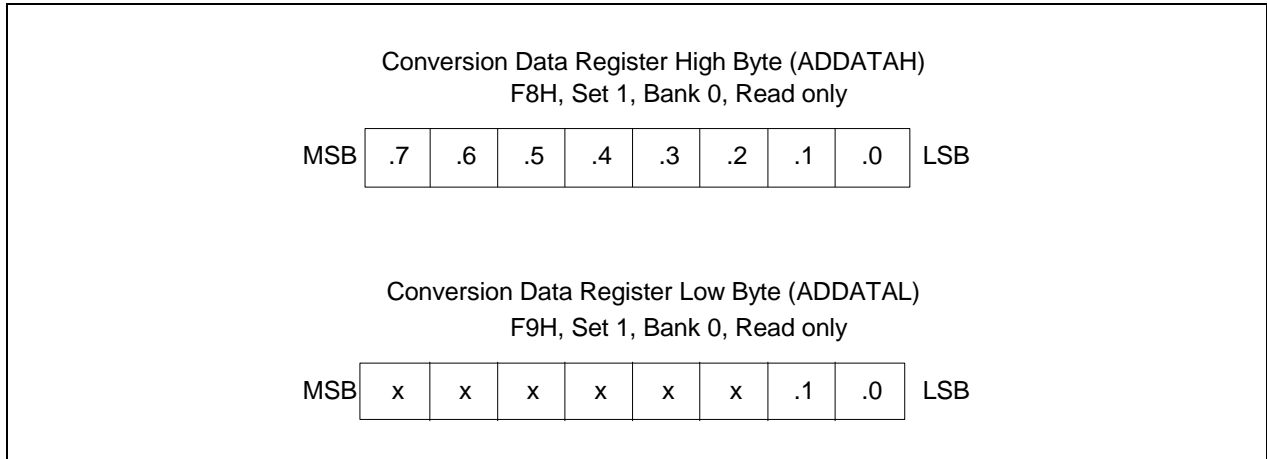 Conversion Data Register High Byte (ADDATAH)
F8H, Set 1, Bank 0, Read only
MSB .7 .6 .5 .4 .3 .2 .1 .0 LSB
Conversion Data Register Low Byte (ADDATAL)
F9H, Set 1, Bank 0, Read only
MSB x x x x x x .1 .0 LSB